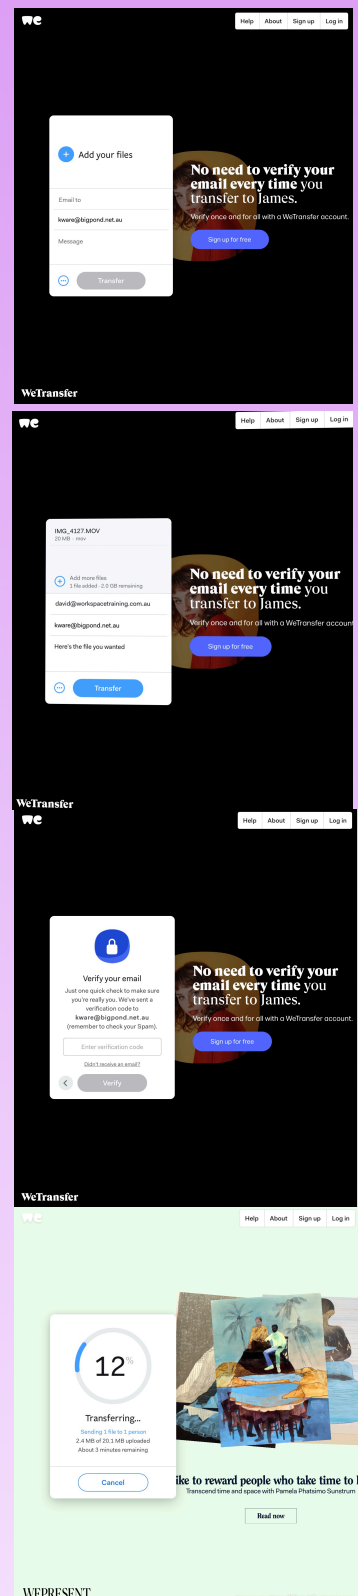 we
Help About Sign up Log in
Add your files
Email to
kware@bigpond.net.au
Message
Transfer
No need to verify your
email every time you
transfer to James.
Verify once and for all with a WeTransfer account.
Sign up for free
WeTransfer
we
Help About Sign up Log in
IMG_4127.MOV
20 MB - mov
Add more files
1 file added · 2.0 GB remaining
david@workspacetraining.com.au
kware@bigpond.net.au
Here's the file you wanted
Transfer
No need to verify your
email every time you
transfer to James.
Verify once and for all with a WeTransfer account
Sign up for free
WeTransfer
we
Help About Sign up Log in
Verify your email
Just one quick check to make sure
you're really you. We've sent a
verification code to
kware@bigpond.net.au
(remember to check your Spam).
Enter verification code
Didn't receive an email?
Verify
No need to verify your
email every time you
transfer to James.
Verify once and for all with a WeTransfer account.
Sign up for free
WeTransfer
we
Help About Sign up Log in
12%
Transferring...
Sending 1 file to 1 person
2.4 MB of 20.1 MB uploaded
About 3 minutes remaining
Cancel
ike to reward people who take time to l
Transcend time and space with Pamela Phatsimo Sunstrum
Read now
WEPRESENT